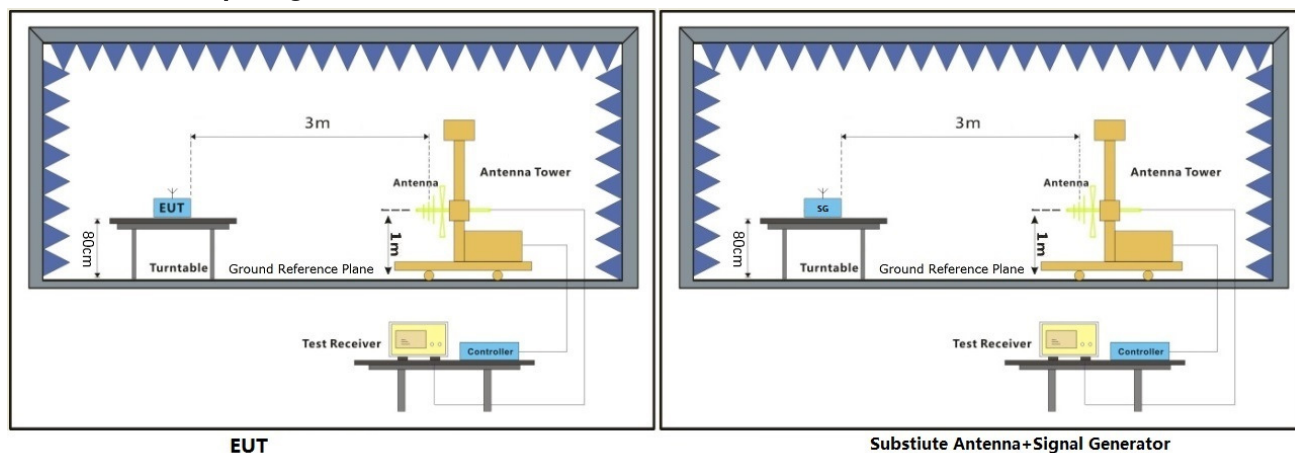 3m
Antenna Tower
Antenna
EUT
80cm
1m
Turntable
Ground Reference Plane
Test Receiver
Controller
EUT
3m
Antenna Tower
Antenna
SG
80cm
1m
Turntable
Ground Reference Plane
Test Receiver
Controller
Substiute Antenna+Signal Generator